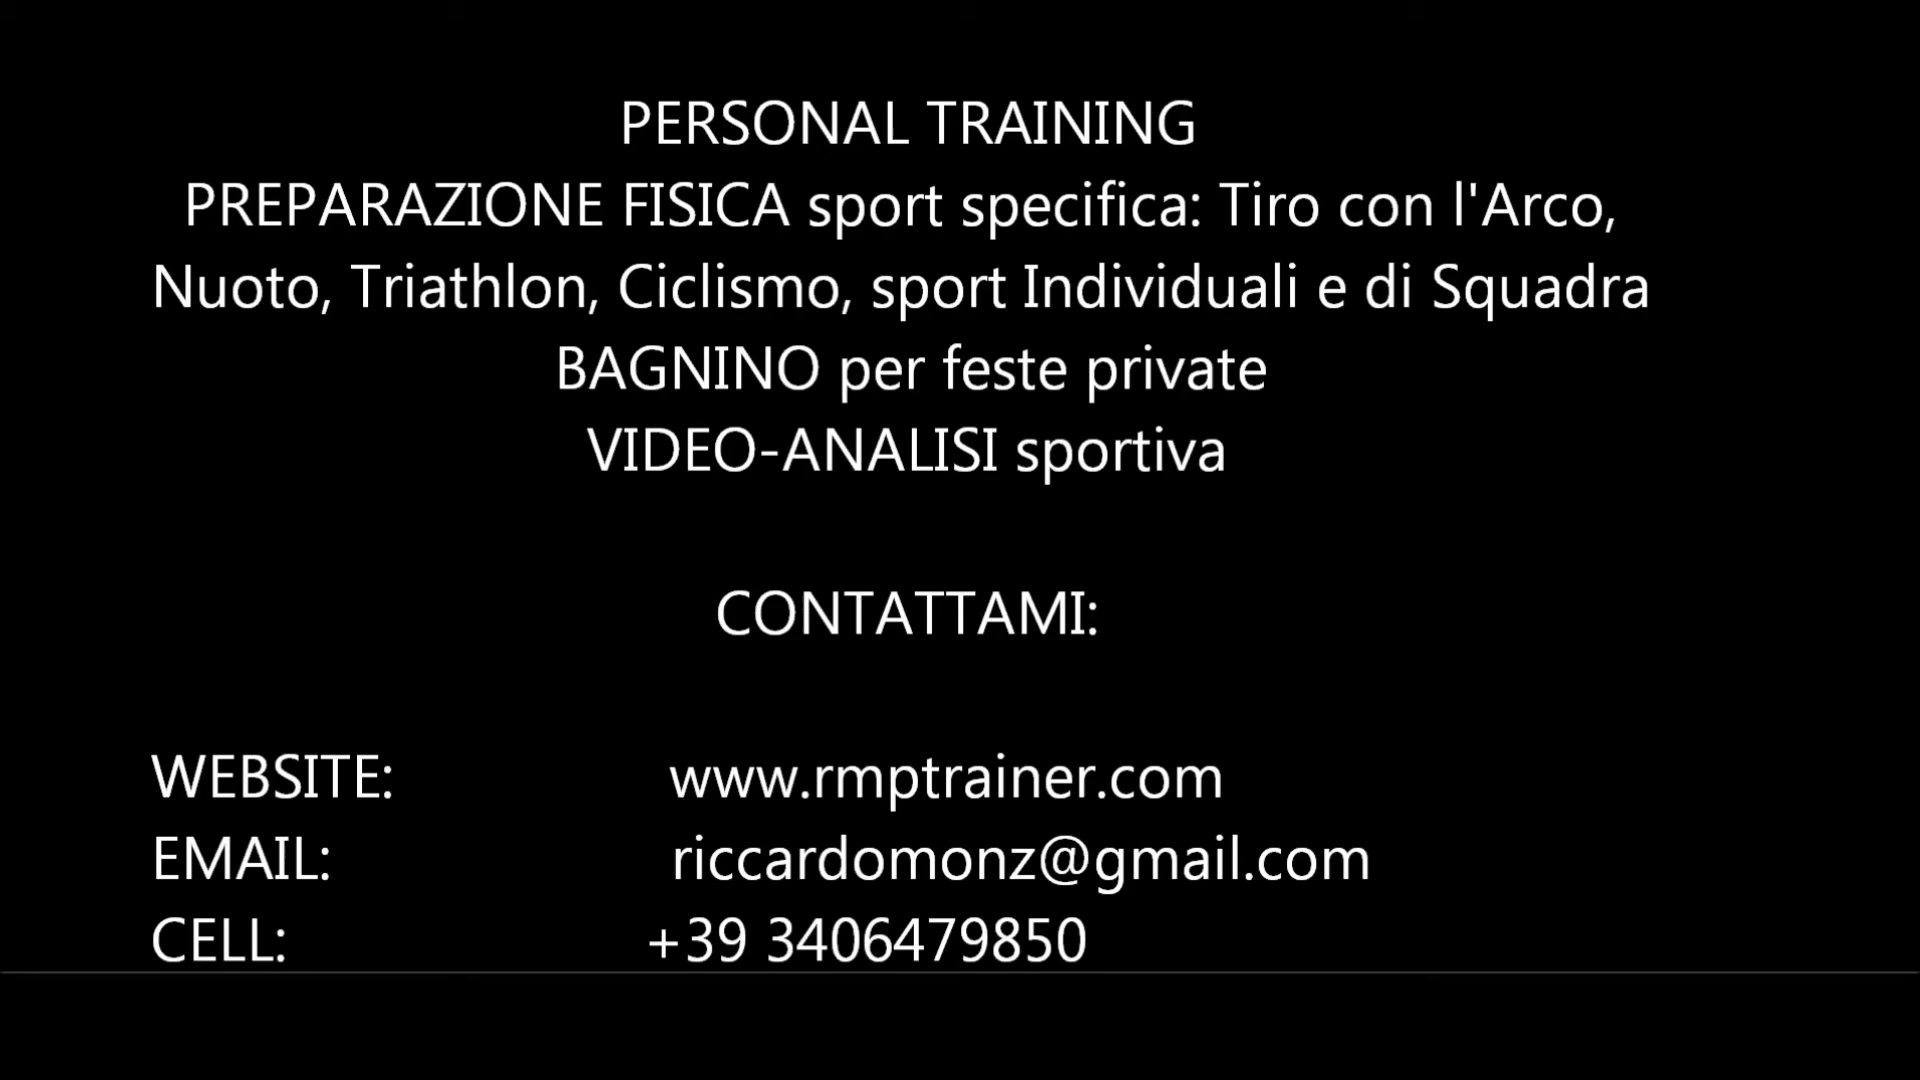 PERSONAL TRAINING
PREPARAZIONE FISICA sport specifica: Tiro con l'Arco,
Nuoto, Triathlon, Ciclismo, sport Individuali e di Squadra
BAGNINO per feste private
VIDEO-ANALISI sportiva
CONTATTAMI:
WEBSITE: www.rmptrainer.com
EMAIL: riccardomonz@gmail.com
CELL: +39 3406479850